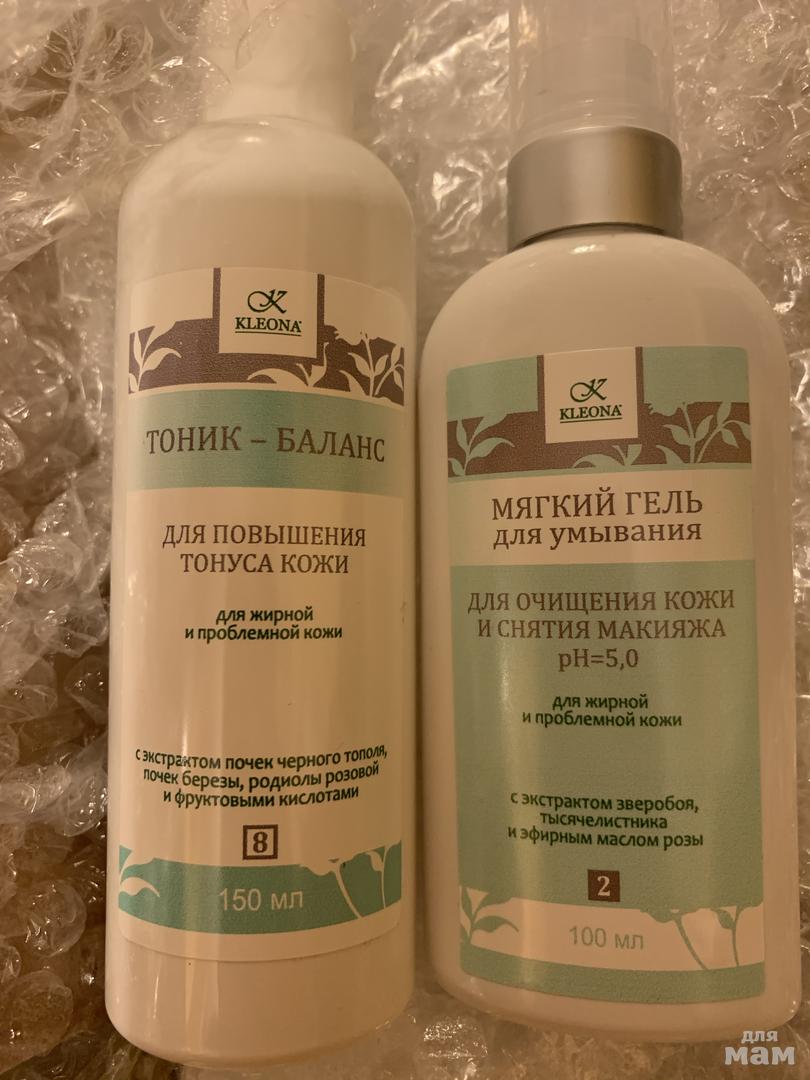 KLEONA
ТОНИК – БАЛАНС
ДЛЯ ПОВЫШЕНИЯ
ТОНУСА КОЖИ
для жирной
и проблемной кожи
с экстрактом почек черного тополя,
почек березы, родиолы розовой
и фруктовыми кислотами
8
150 мл
KLEONA
МЯГКИЙ ГЕЛЬ
для умывания
ДЛЯ ОЧИЩЕНИЯ КОЖИ
И СНЯТИЯ МАКИЯЖА
pH=5,0
для жирной
и проблемной кожи
с экстрактом зверобоя,
тысячелистника
и эфирным маслом розы
2
100 мл
для
мам